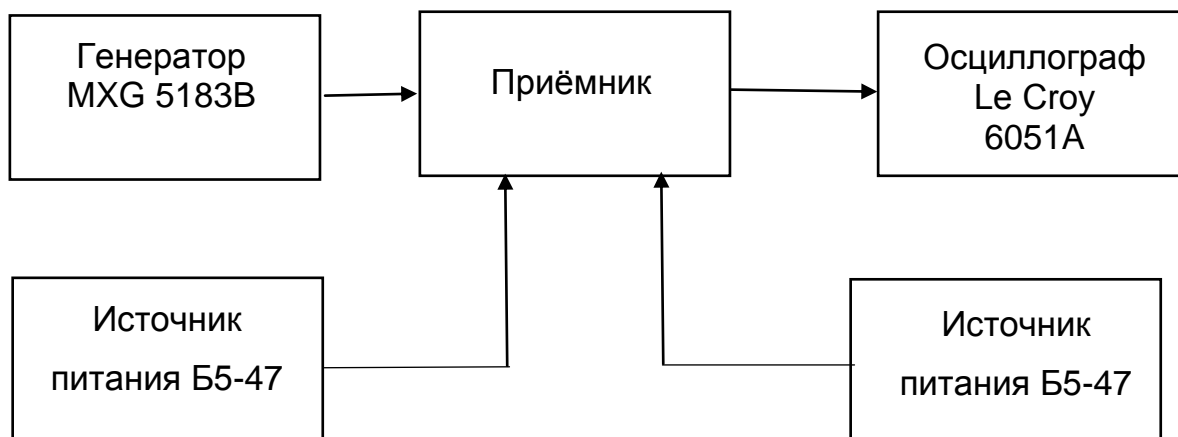 Генератор
MXG 5183B
Приёмник
Осциллограф
Le Croy
6051A
Источник
питания Б5-47
Источник
питания Б5-47